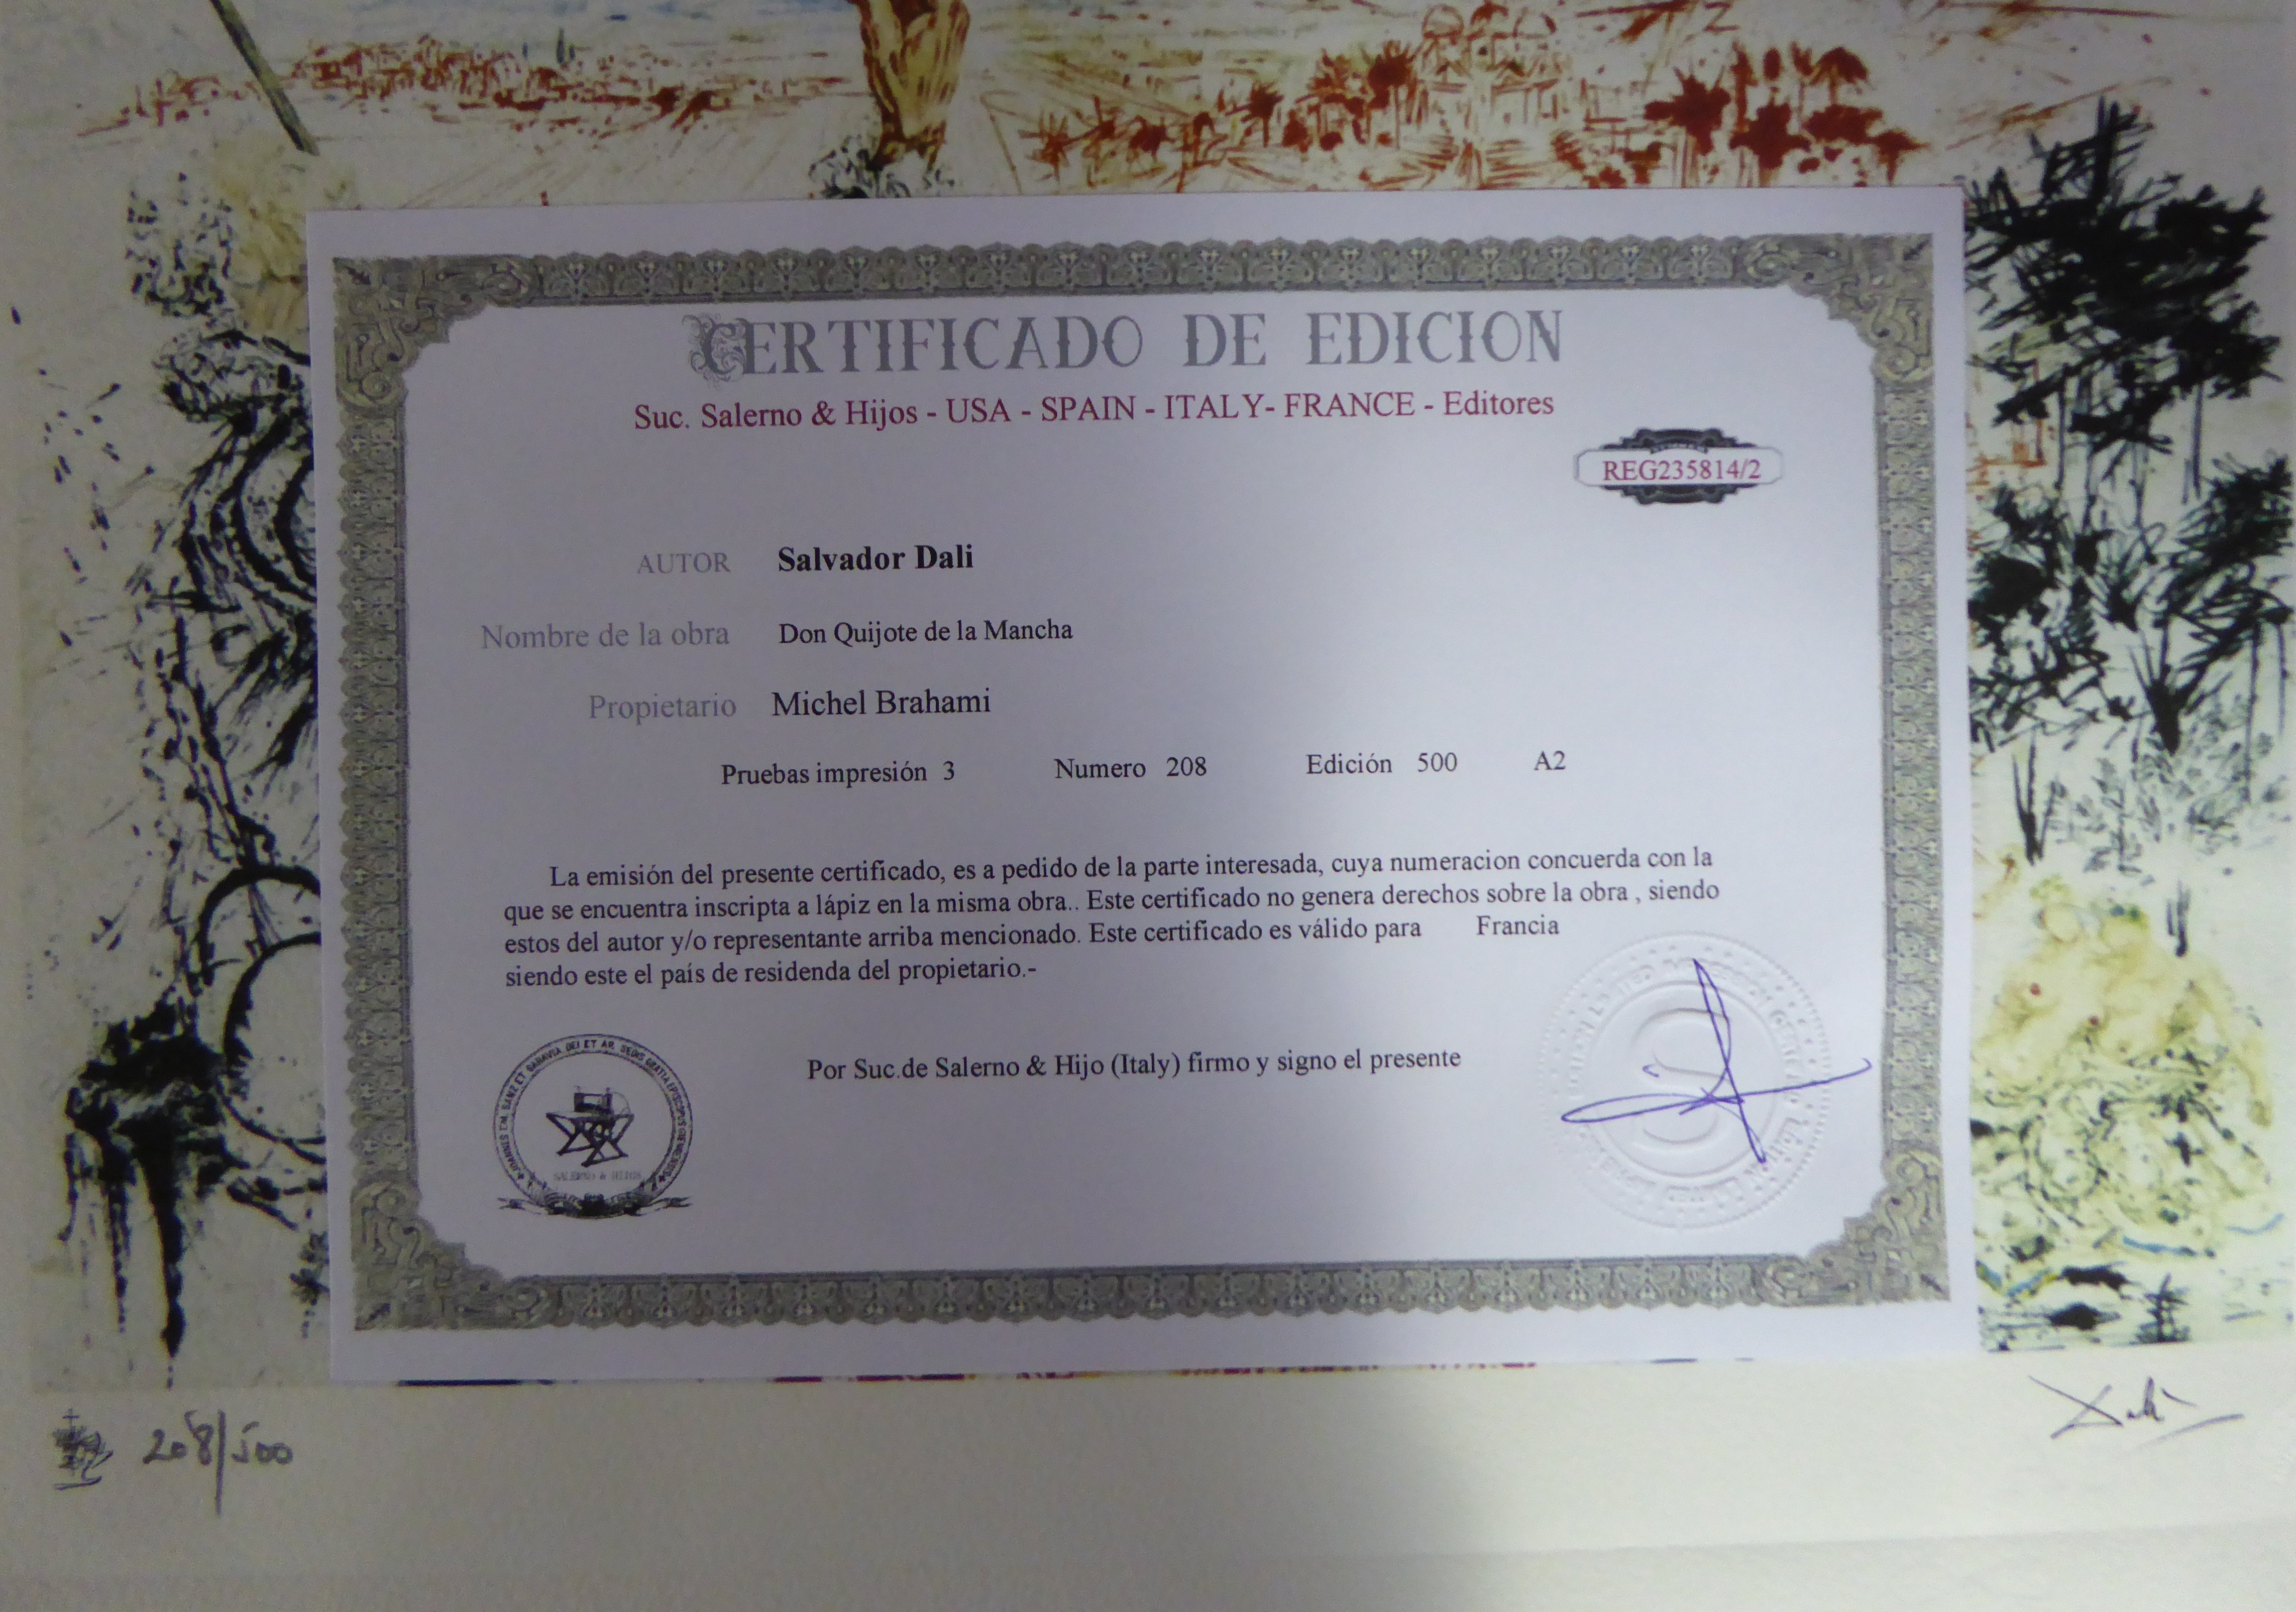 CERTIFICADO DE EDICION
Suc. Salerno & Hijos - USA - SPAIN - ITALY- FRANCE - Editores
REG235814/2
AUTOR Salvador Dali
Nombre de la obra Don Quijote de la Mancha
Propietario Michel Brahami
Pruebas impresión 3 Numero 208 Edición 500 A2
La emisión del presente certificado, es a pedido de la parte interesada, cuya numeracion concuerda con la
que se encuentra inscripta a lápiz en la misma obra.. Este certificado no genera derechos sobre la obra , siendo
estos del autor y/o representante arriba mencionado. Este certificado es válido para Francia
siendo este el país de residenda del propietario.-
Por Suc.de Salerno & Hijo (Italy) firmo y signo el presente
SALERNO & HIJOS
208/500
Dalí